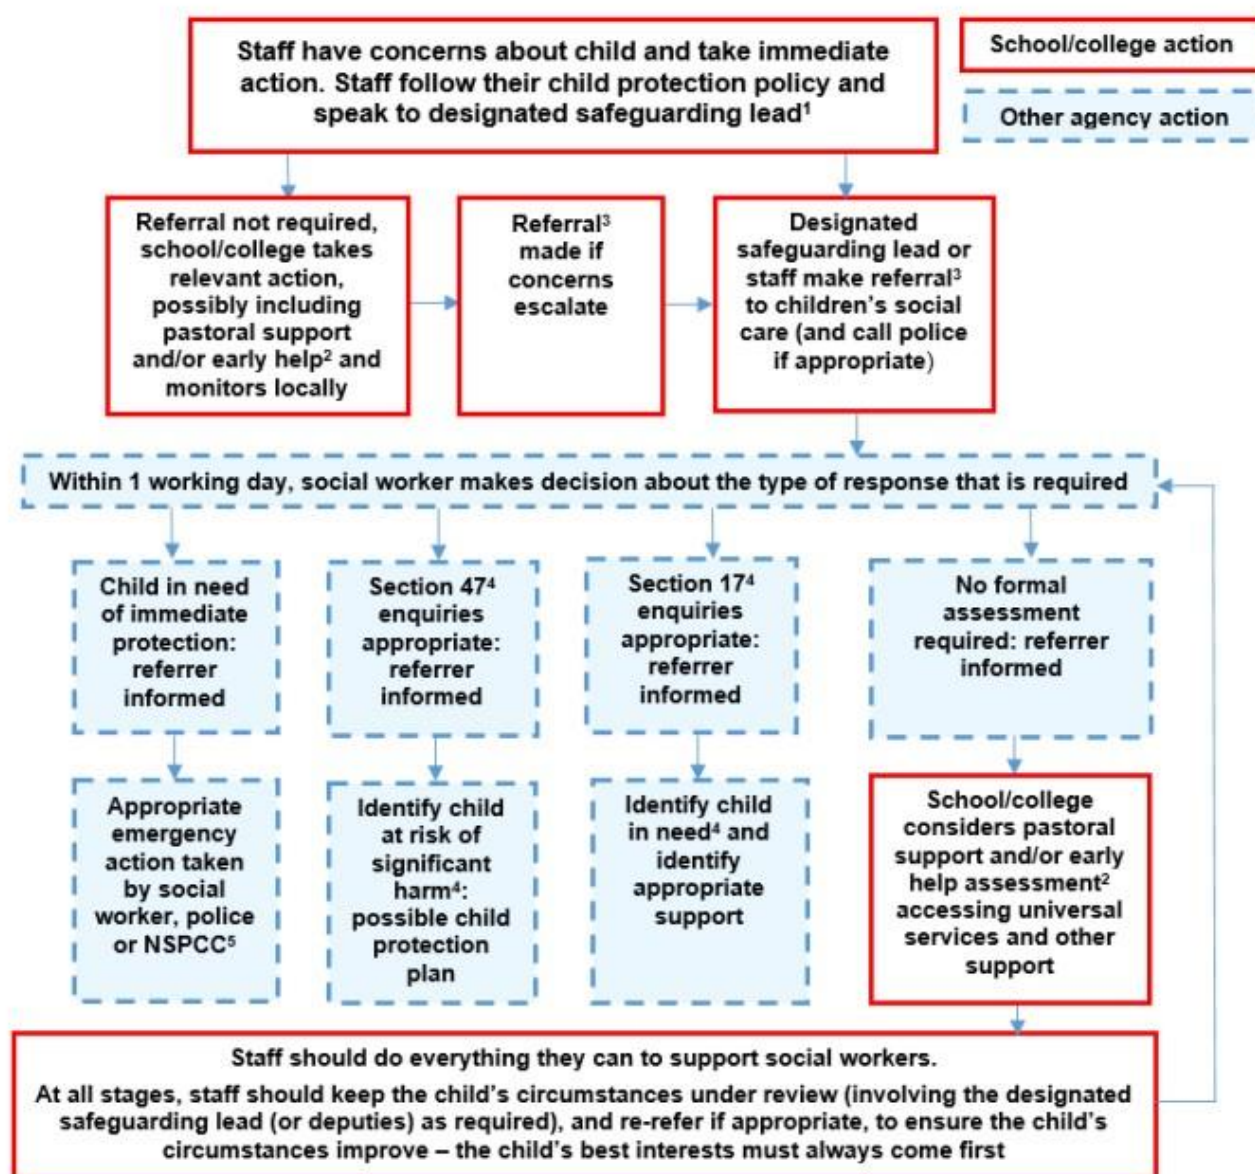 Staff have concerns about child and take immediate
action. Staff follow their child protection policy and
speak to designated safeguarding lead¹
School/college action
Other agency action
Referral not required,
school/college takes
relevant action,
possibly including
pastoral support
and/or early help² and
monitors locally
Referral³
made if
concerns
escalate
Designated
safeguarding lead or
staff make referral³
to children’s social
care (and call police
if appropriate)
Within 1 working day, social worker makes decision about the type of response that is required
Child in need
of immediate
protection:
referrer
informed
Section 47⁴
enquiries
appropriate:
referrer
informed
Section 17⁴
enquiries
appropriate:
referrer
informed
No formal
assessment
required: referrer
informed
Appropriate
emergency
action taken
by social
worker, police
or NSPCC⁵
Identify child
at risk of
significant
harm⁴:
possible child
protection
plan
Identify child
in need⁴ and
identify
appropriate
support
School/college
considers pastoral
support and/or early
help assessment²
accessing universal
services and other
support
Staff should do everything they can to support social workers.
At all stages, staff should keep the child’s circumstances under review (involving the designated
safeguarding lead (or deputies) as required), and re-refer if appropriate, to ensure the child’s
circumstances improve – the child’s best interests must always come first